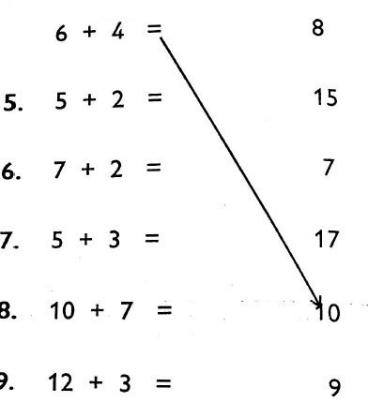 6 + 4 = 8
5. 5 + 2 = 15
6. 7 + 2 = 7
7. 5 + 3 = 17
8. 10 + 7 = 10
9. 12 + 3 = 9